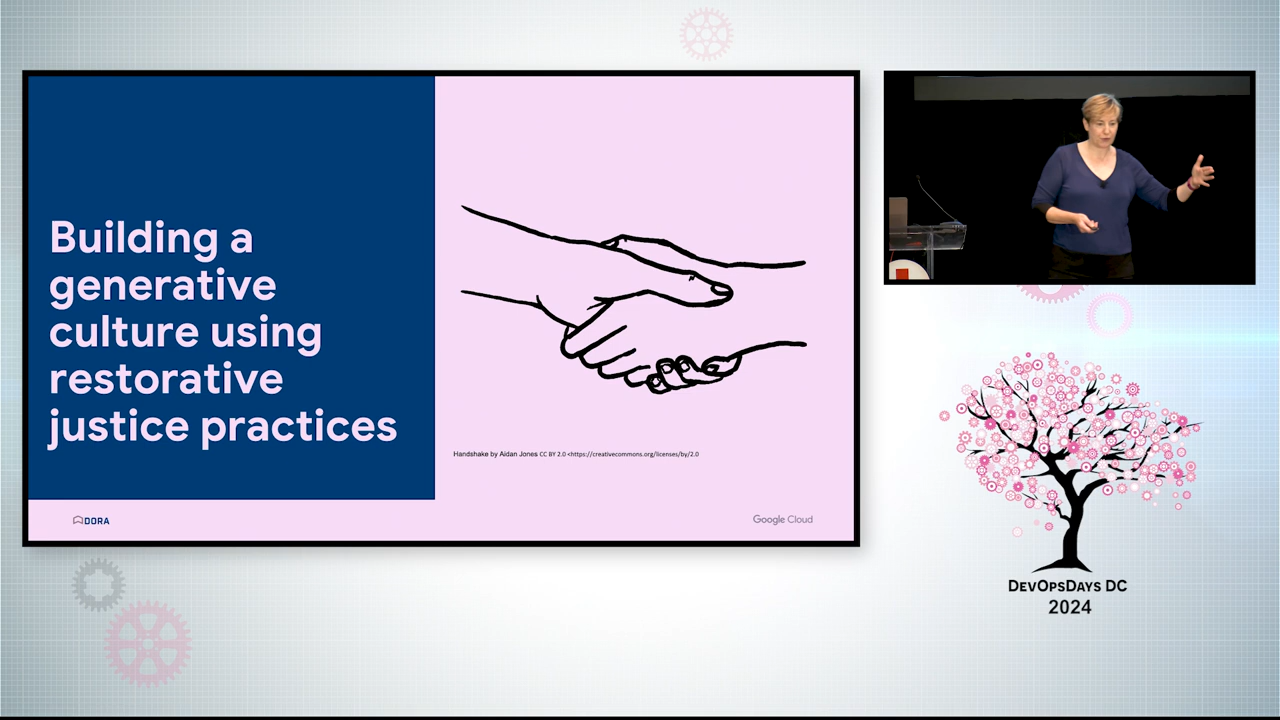 Building a
generative
culture using
restorative
justice practices
Handshake by Aidan Jones CC BY 2.0 <https://creativecommons.org/licenses/by/2.0
DORA
Google Cloud
DEVOPSDAYS DC
2024